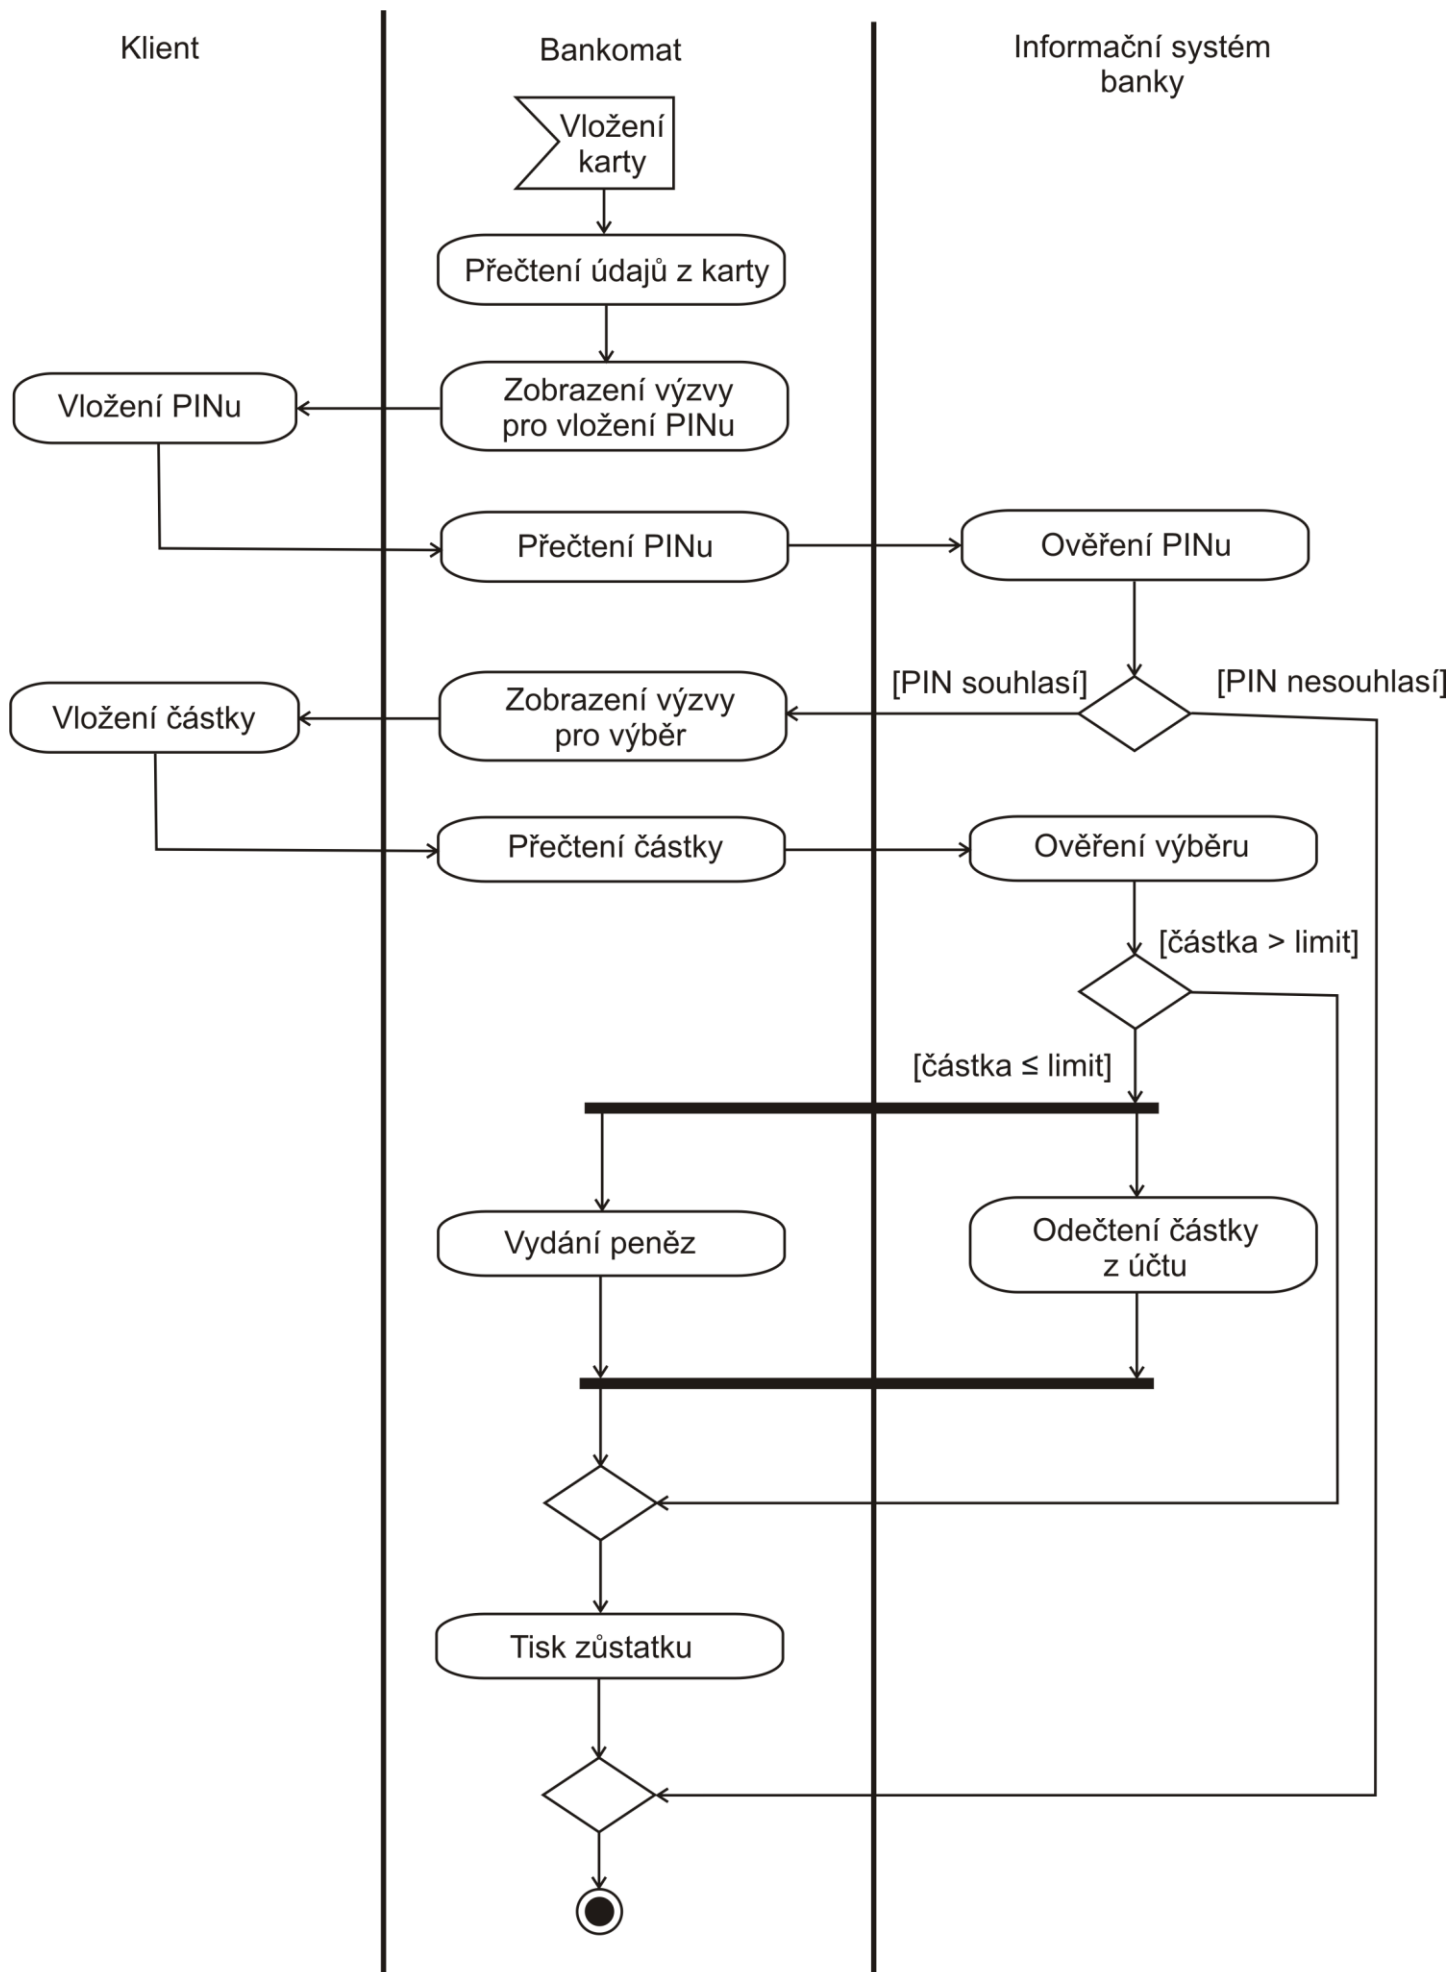 Klient
Bankomat
Informační systém
banky
Vložení
karty
Přečtení údajů z karty
Zobrazení výzvy
pro vložení PINu
Vložení PINu
Přečtení PINu
Ověření PINu
[PIN souhlasí]
[PIN nesouhlasí]
Zobrazení výzvy
pro výběr
Vložení částky
Přečtení částky
Ověření výběru
[částka > limit]
[částka ≤ limit]
Vydání peněz
Odečtení částky
z účtu
Tisk zůstatku